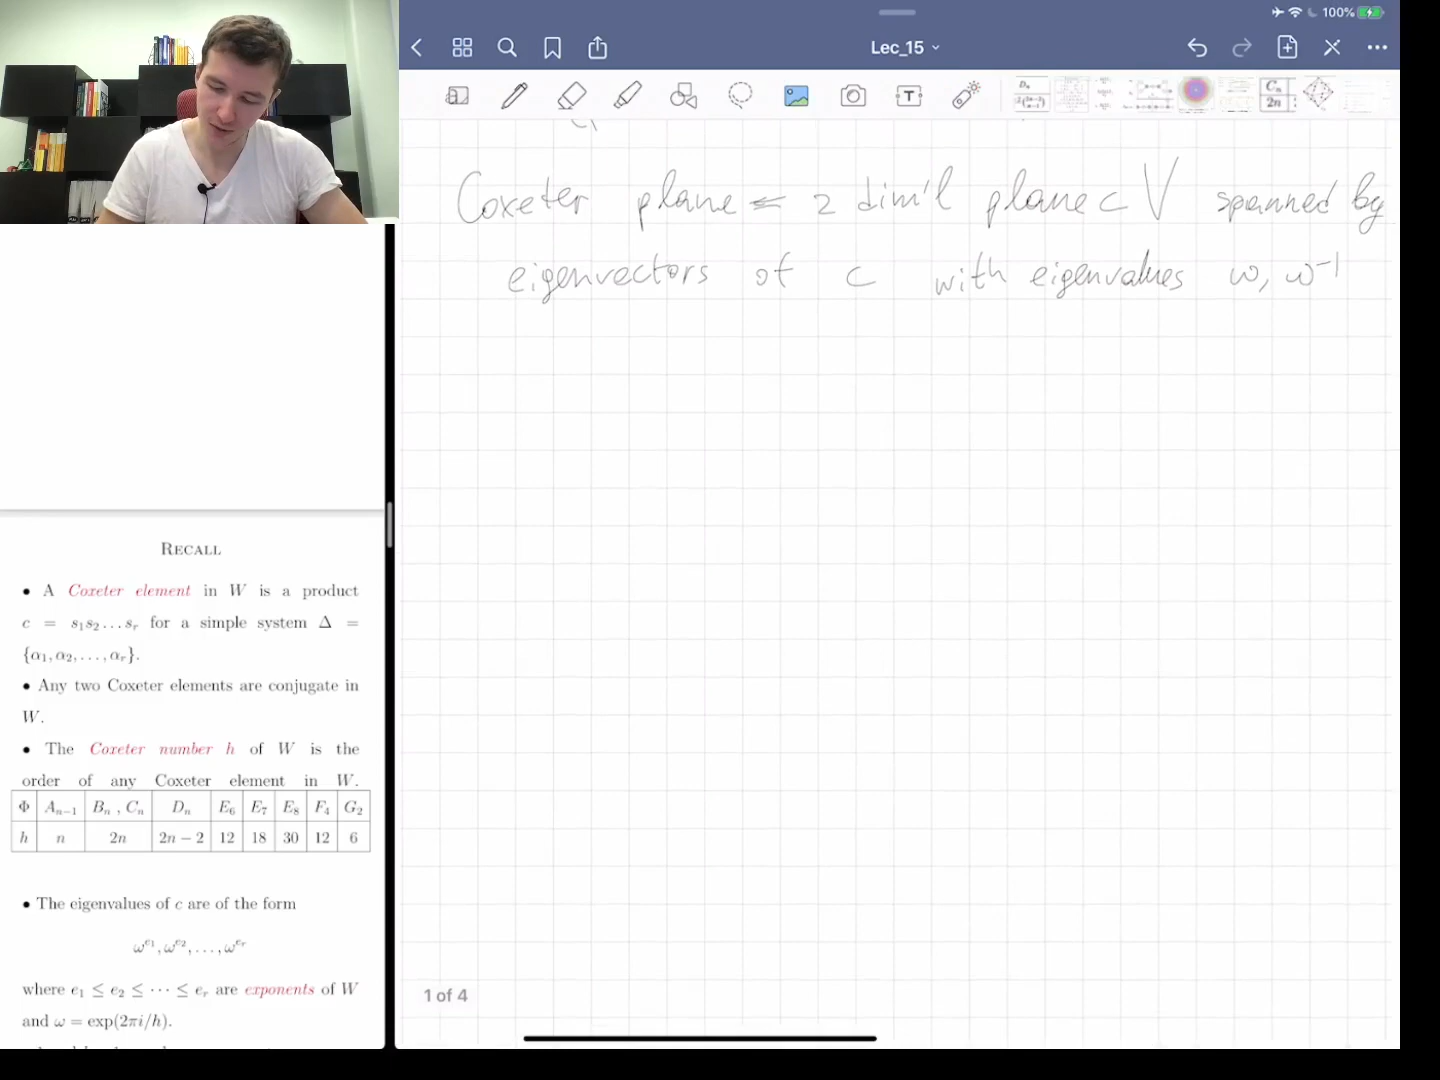 100%
Lec_15
T
C_n
2n
Coxeter plane = 2 dim'l plane ⊂ V spanned by
eigenvectors of c with eigenvalues ω, ω⁻¹
RECALL
• A Coxeter element in W is a product
c = s₁s₂...sᵣ for a simple system Δ =
{α₁, α₂, ..., αᵣ}.
• Any two Coxeter elements are conjugate in
W.
• The Coxeter number h of W is the
order of any Coxeter element in W.
Φ A_{n−1} B_n , C_n D_n E₆ E₇ E₈ F₄ G₂
h n 2n 2n − 2 12 18 30 12 6
• The eigenvalues of c are of the form
ω^{e₁}, ω^{e₂}, ..., ω^{eᵣ}
where e₁ ≤ e₂ ≤ ··· ≤ eᵣ are exponents of W
and ω = exp(2πi/h).
1 of 4